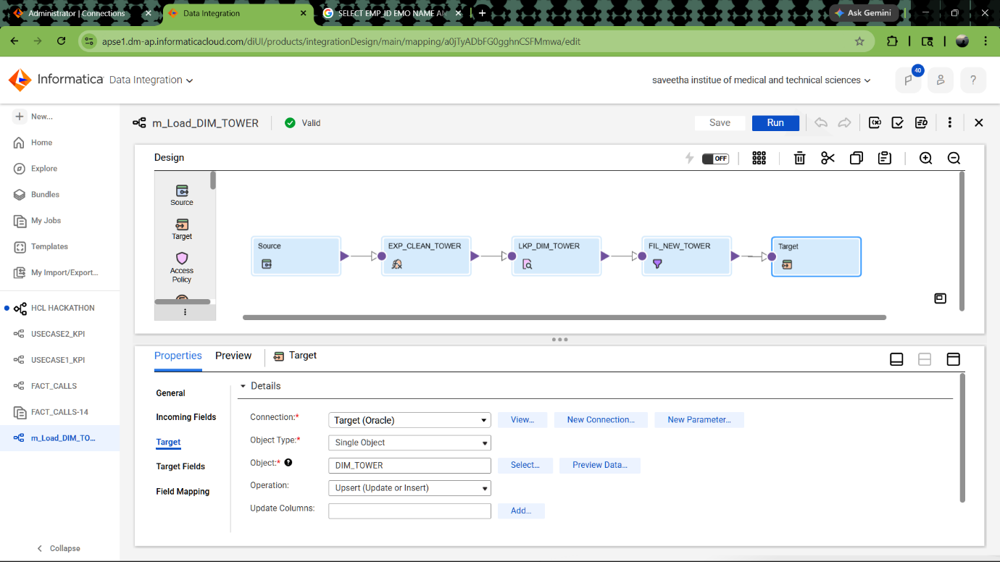 Administrator | Connections
Data Integration
SELECT EMP_ID EMO NAME AN
Ask Gemini
apse1.dm-ap.informaticacloud.com/diUI/products/integrationDesign/main/mapping/a0jTyADbFG0gghnCSFMmwa/edit
Informatica Data Integration
saveetha institue of medical and technical sciences
40
?
New...
Home
Explore
Bundles
My Jobs
Templates
My Import/Export...
HCL HACKATHON
USECASE2_KPI
USECASE1_KPI
FACT_CALLS
FACT_CALLS-14
m_Load_DIM_TO...
Collapse
m_Load_DIM_TOWER
Valid
Save
Run
Design
OFF
Source
Target
Access
Policy
Source
EXP_CLEAN_TOWER
LKP_DIM_TOWER
FIL_NEW_TOWER
Target
Properties
Preview
Target
General
Incoming Fields
Target
Target Fields
Field Mapping
Details
Connection:*
Target (Oracle)
View...
New Connection...
New Parameter...
Object Type:*
Single Object
Object:* ?
DIM_TOWER
Select...
Preview Data...
Operation:
Upsert (Update or Insert)
Update Columns:
Add...